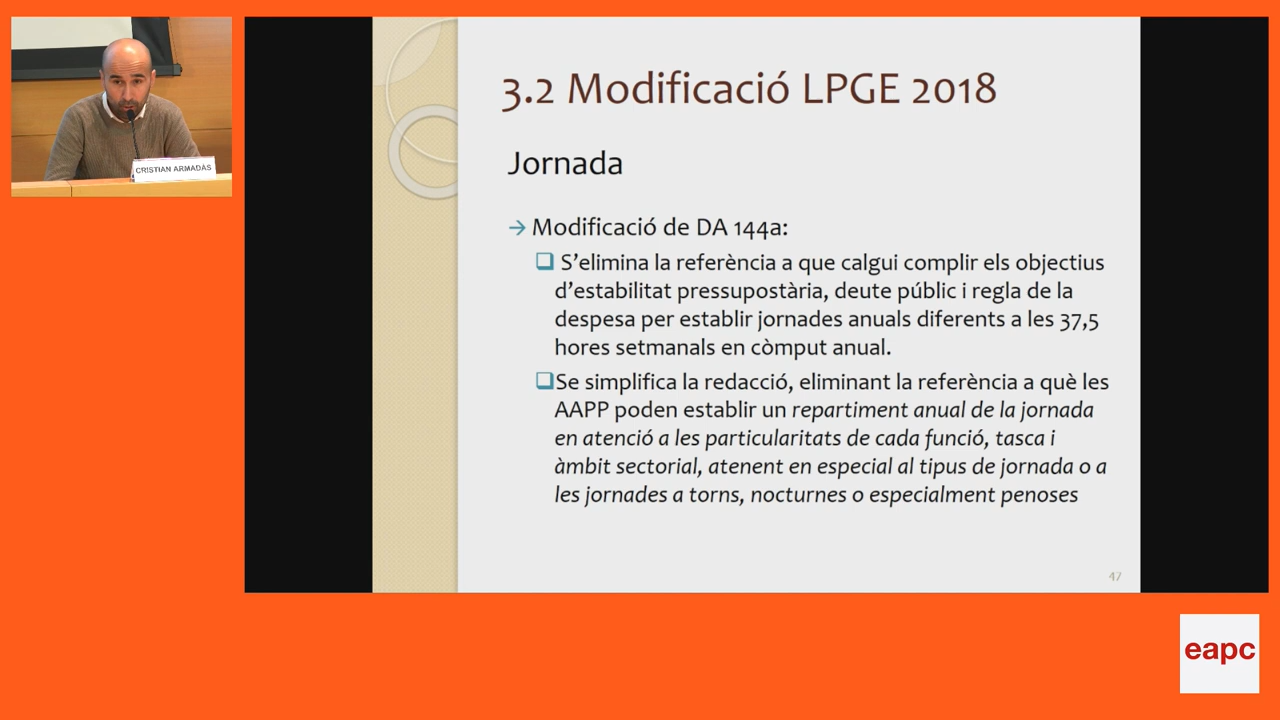 CRISTIAN ARMADÀS
3.2 Modificació LPGE 2018
Jornada
→ Modificació de DA 144a:
❑ S’elimina la referència a que calgui complir els objectius
d’estabilitat pressupostària, deute públic i regla de la
despesa per establir jornades anuals diferents a les 37,5
hores setmanals en còmput anual.
❑Se simplifica la redacció, eliminant la referència a què les
AAPP poden establir un repartiment anual de la jornada
en atenció a les particularitats de cada funció, tasca i
àmbit sectorial, atenent en especial al tipus de jornada o a
les jornades a torns, nocturnes o especialment penoses
47
eapc